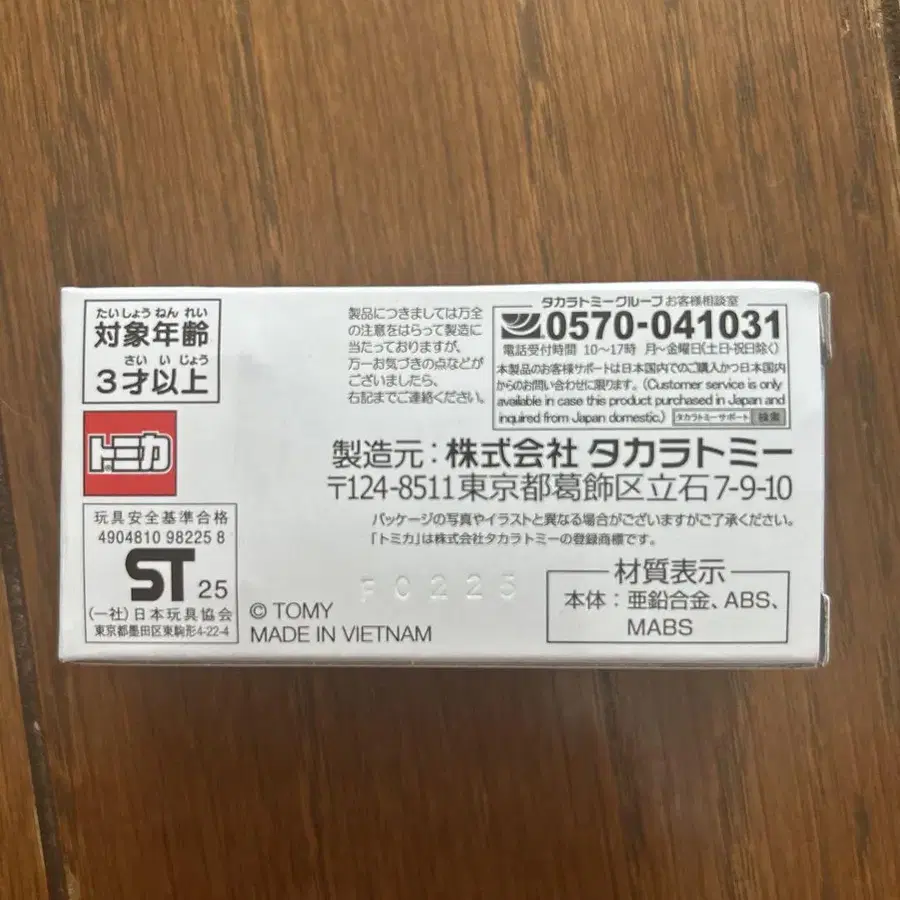 たいしょうねんれい
対象年齢
さいいじょう
3才以上
トミカ
玩具安全基準合格
4904810 98225 8
ST 25
(一社)日本玩具協会
東京都墨田区東駒形4-22-4
製品につきましては万全
の注意をはらって製造に
当たっておりますが、
万一お気づきの点などが
ございましたら、
右記までご連絡ください。
タカラトミーグループ お客様相談室
0570-041031
電話受付時間 10〜17時 月〜金曜日(土日・祝日除く)
本製品のお客様サポートは日本国内でのご購入かつ日本国内
からのお問い合わせに限ります。(Customer service is only
available in case this product purchased in Japan and
inquired from Japan domestic.) タカラトミーサポート 検索
製造元:株式会社 タカラトミー
〒124-8511東京都葛飾区立石7-9-10
パッケージの写真やイラストと異なる場合がございますがご了承ください。
「トミカ」は株式会社タカラトミーの登録商標です。
F0225
© TOMY
MADE IN VIETNAM
材質表示
本体:亜鉛合金、ABS、
MABS